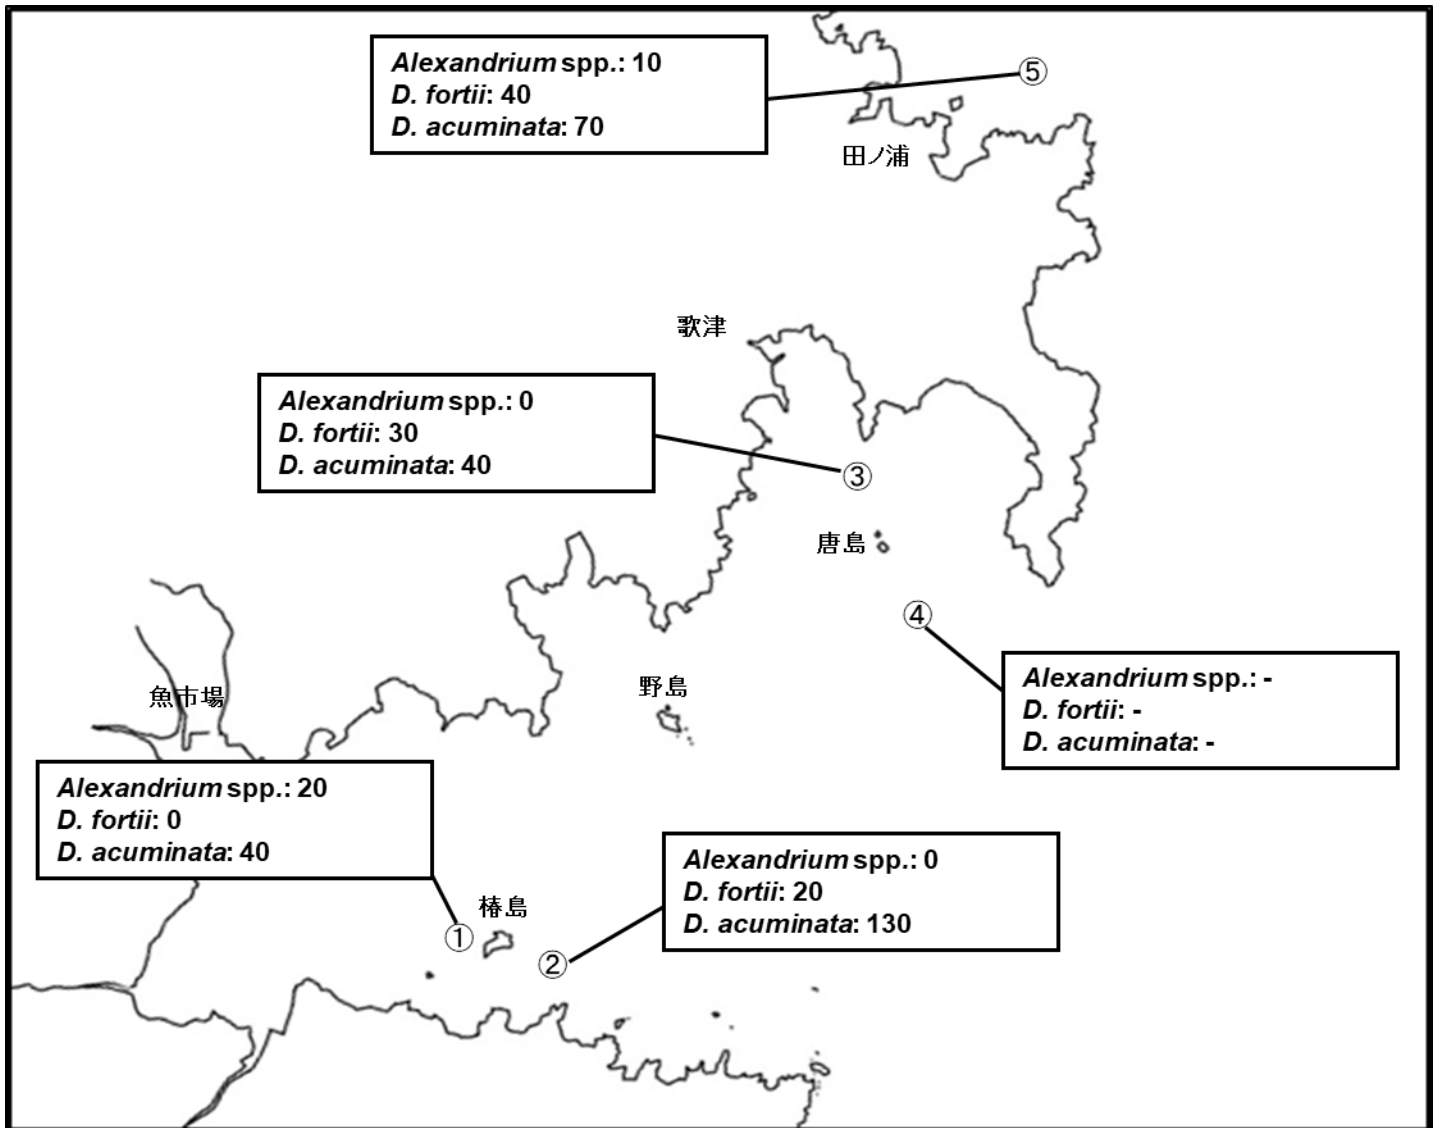 Alexandrium spp.: 10
D. fortii: 40
D. acuminata: 70
⑤
田ノ浦
歌津
Alexandrium spp.: 0
D. fortii: 30
D. acuminata: 40
③
唐島
④
Alexandrium spp.: -
D. fortii: -
D. acuminata: -
野島
魚市場
Alexandrium spp.: 20
D. fortii: 0
D. acuminata: 40
①
椿島
②
Alexandrium spp.: 0
D. fortii: 20
D. acuminata: 130